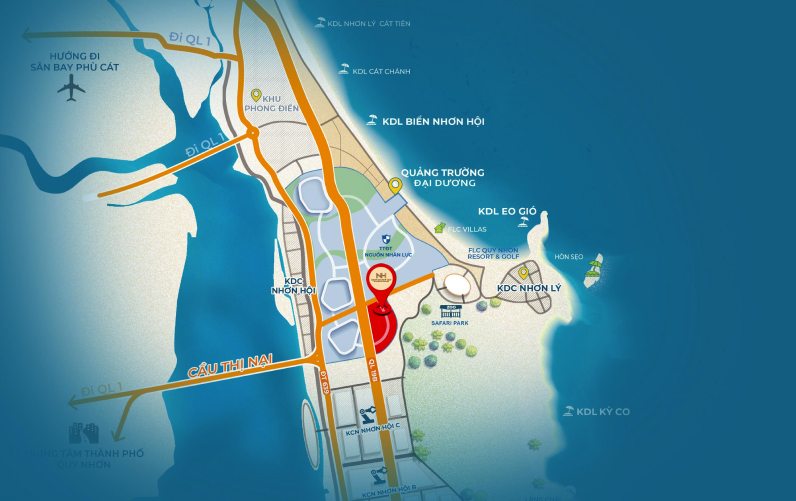 KDL NHƠN LÝ CÁT TIẾN
Đi QL 1
HƯỚNG ĐI
SÂN BAY PHÙ CÁT
KDL CÁT CHÁNH
KHU
PHONG ĐIỆN
KDL BIỂN NHƠN HỘI
Đi QL 1
QUẢNG TRƯỜNG
ĐẠI DƯƠNG
KDL EO GIÓ
FLC VILLAS
TTĐT
NGUỒN NHÂN LỰC
FLC QUY NHƠN
RESORT & GOLF
HÒN SẸO
NH
KDC
NHƠN HỘI
KDC NHƠN LÝ
SAFARI PARK
CẦU THỊ NẠI
ĐT 639
QL 19B
Đi QL 1
KDL KỲ CO
KCN NHƠN HỘI C
TRUNG TÂM THÀNH PHỐ
QUY NHƠN
KCN NHƠN HỘI B